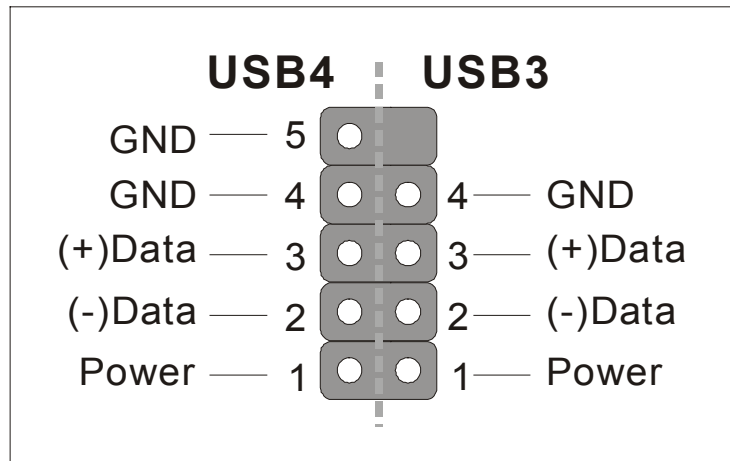 USB4 USB3
GND 5
GND 4 4 GND
(+)Data 3 3 (+)Data
(-)Data 2 2 (-)Data
Power 1 1 Power